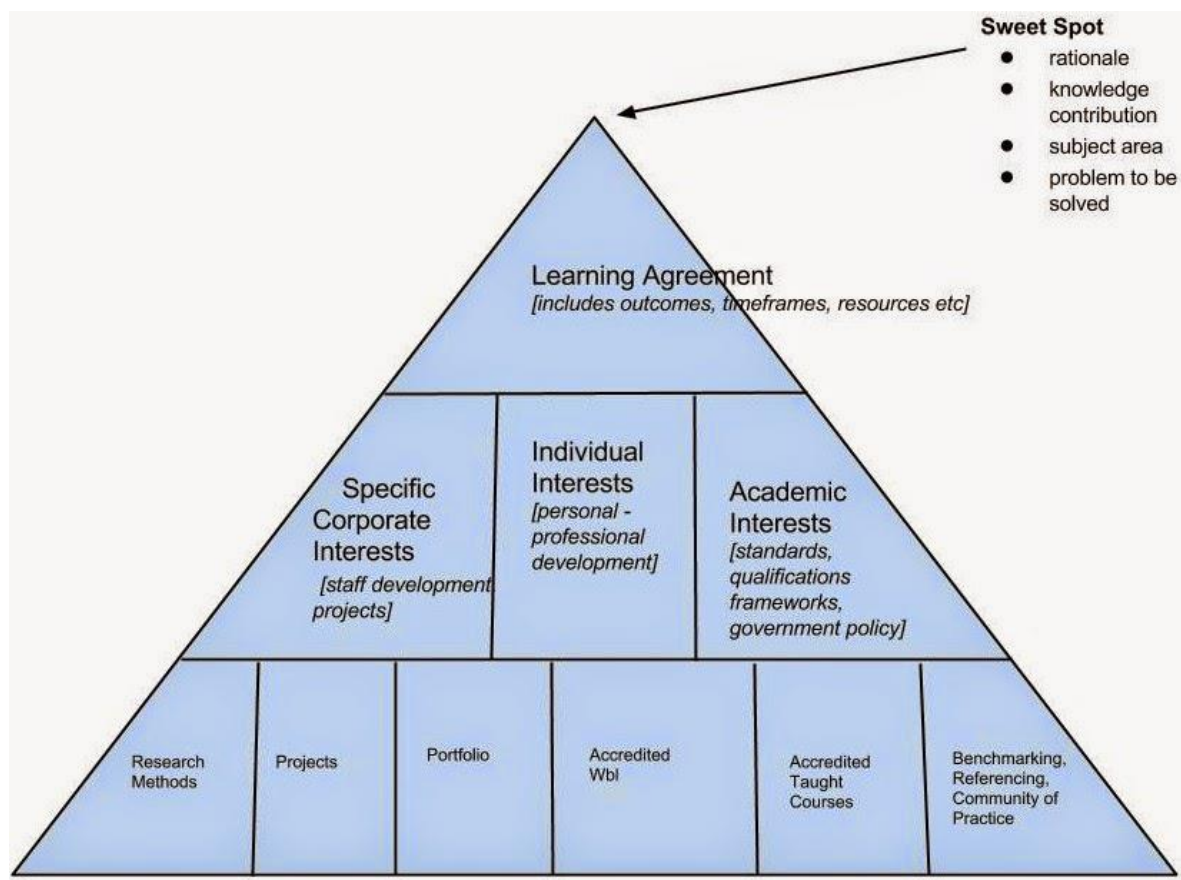 Sweet Spot
● rationale
● knowledge
contribution
● subject area
● problem to be
solved
Learning Agreement
[includes outcomes, timeframes, resources etc]
Specific
Corporate
Interests
[staff development
projects]
Individual
Interests
[personal -
professional
development]
Academic
Interests
[standards,
qualifications
frameworks,
government policy]
Research
Methods
Projects
Portfolio
Accredited
Wbl
Accredited
Taught
Courses
Benchmarking,
Referencing,
Community of
Practice